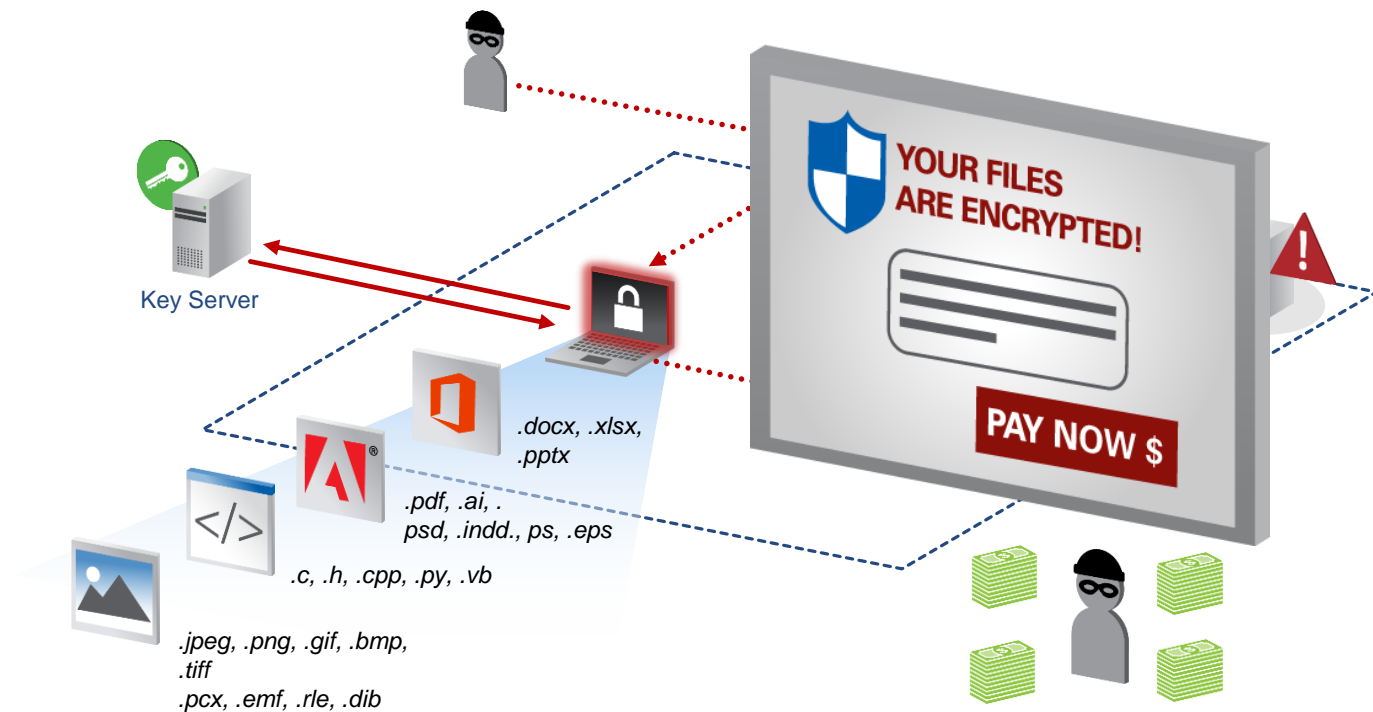 YOUR FILES
ARE ENCRYPTED!
PAY NOW $
Key Server
.docx, .xlsx,
.pptx
®
.pdf, .ai, .
psd, .indd., ps, .eps
</>
.c, .h, .cpp, .py, .vb
.jpeg, .png, .gif, .bmp,
.tiff
.pcx, .emf, .rle, .dib
!